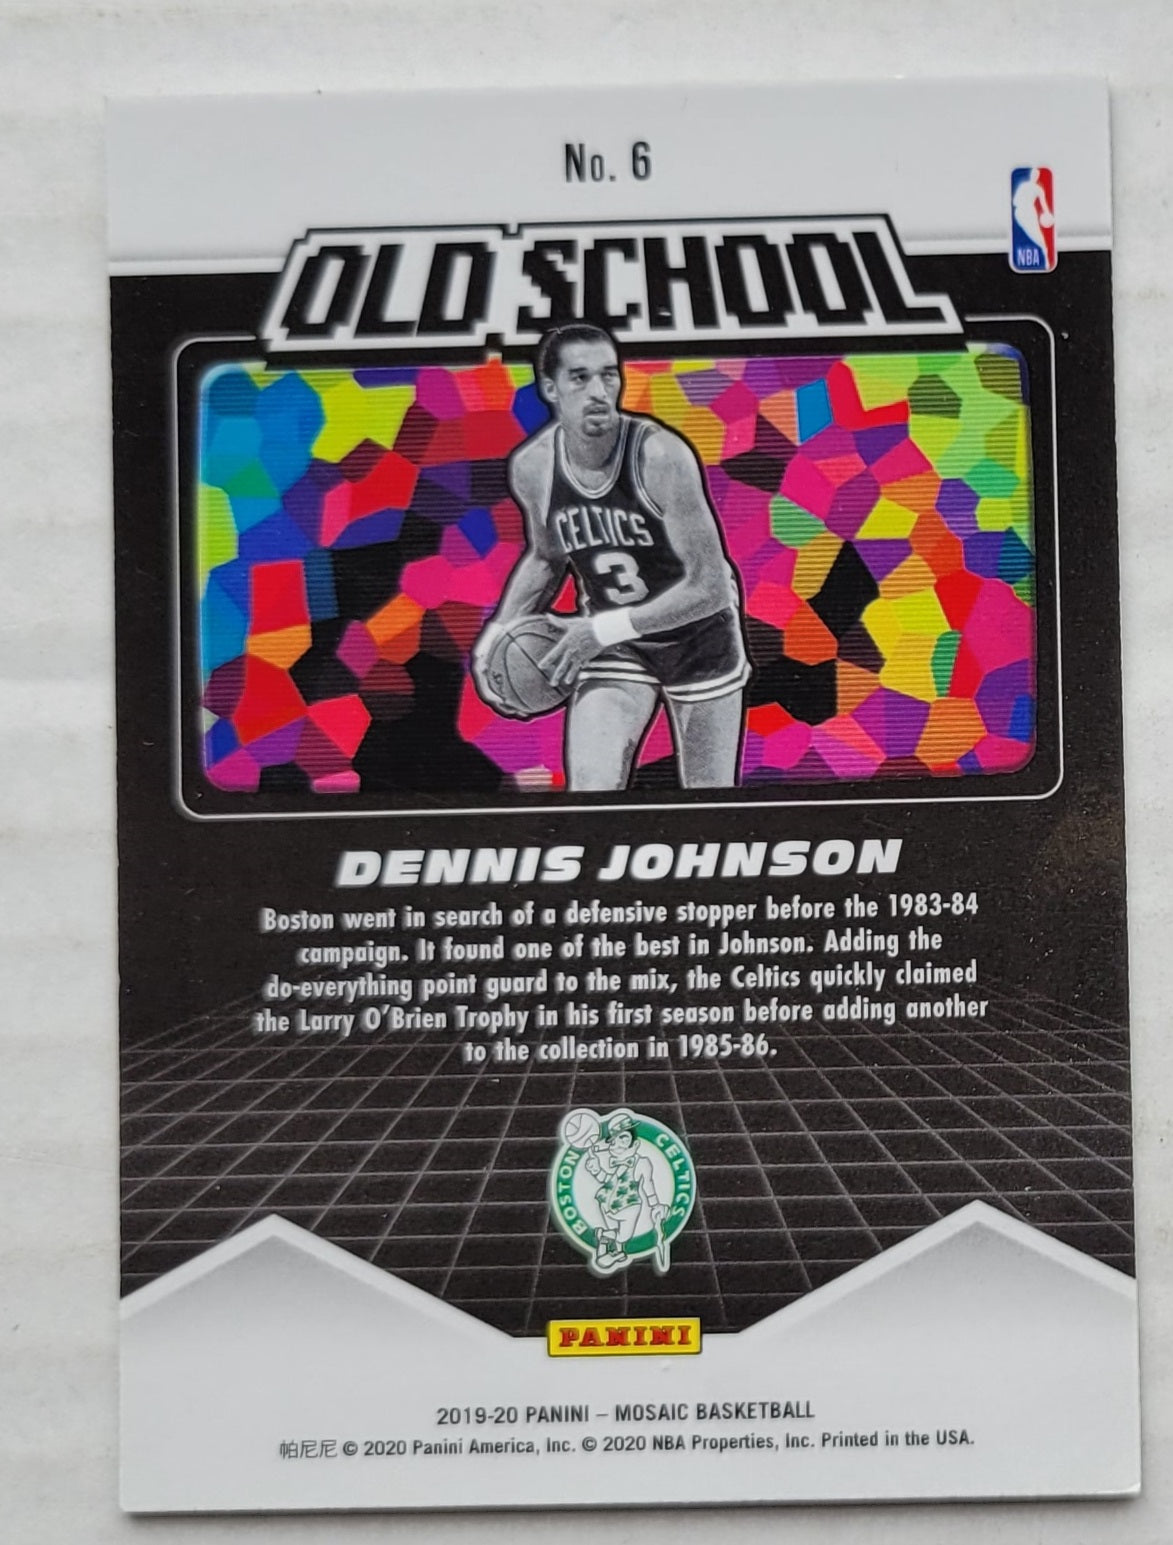 No. 6
NBA
OLD SCHOOL
CELTICS
3
DENNIS JOHNSON
Boston went in search of a defensive stopper before the 1983-84
campaign. It found one of the best in Johnson. Adding the
do-everything point guard to the mix, the Celtics quickly claimed
the Larry O'Brien Trophy in his first season before adding another
to the collection in 1985-86.
BOSTON CELTICS
PANINI
2019-20 PANINI – MOSAIC BASKETBALL
帕尼尼 © 2020 Panini America, Inc. © 2020 NBA Properties, Inc. Printed in the USA.